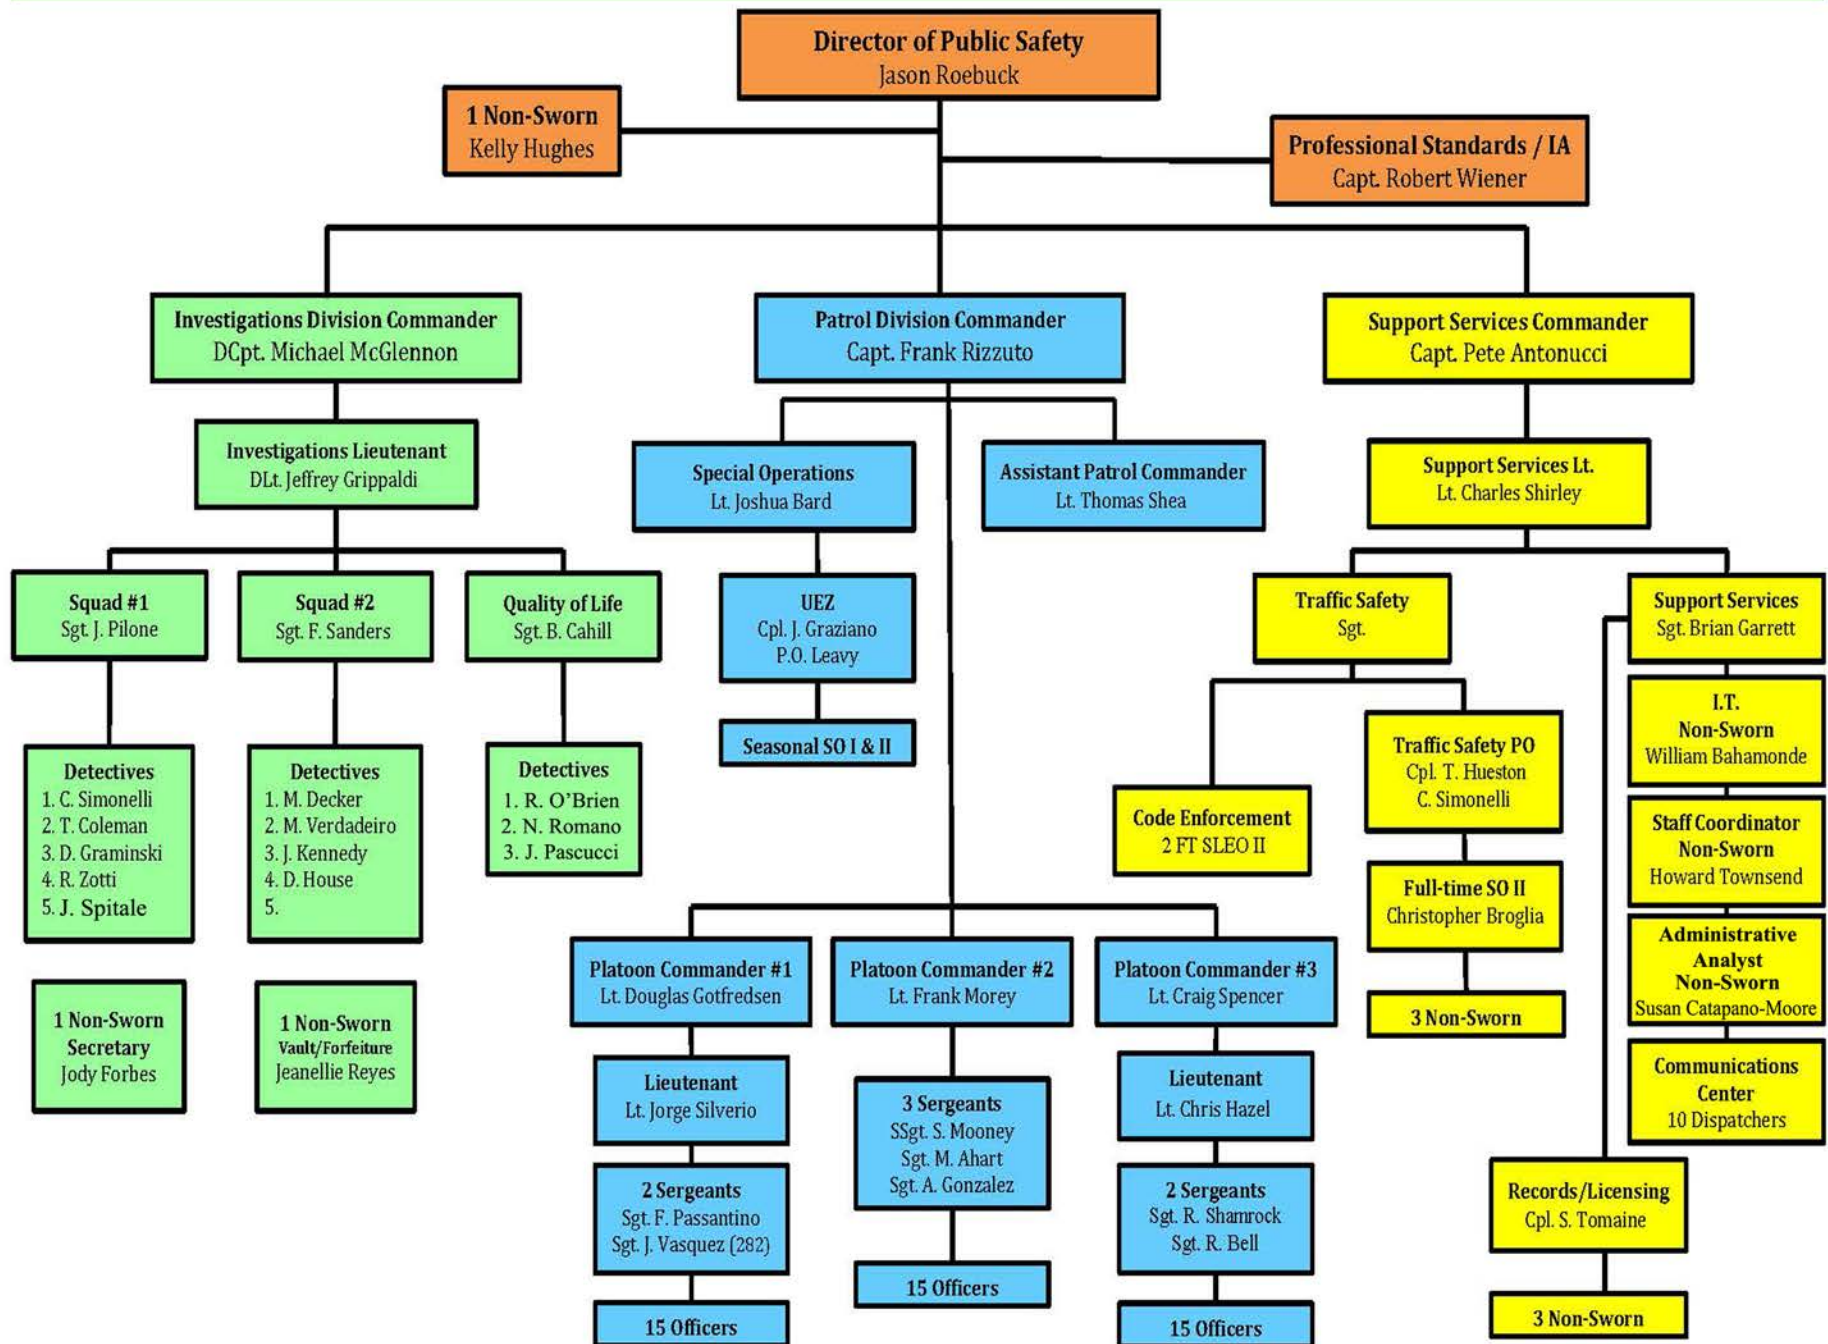 Director of Public Safety
Jason Roebuck
1 Non-Sworn
Kelly Hughes
Professional Standards / IA
Capt. Robert Wiener
Investigations Division Commander
DCpt. Michael McGlennon
Patrol Division Commander
Capt. Frank Rizzuto
Support Services Commander
Capt. Pete Antonucci
Investigations Lieutenant
DLt. Jeffrey Grippaldi
Special Operations
Lt. Joshua Bard
Assistant Patrol Commander
Lt. Thomas Shea
Support Services Lt.
Lt. Charles Shirley
Squad #1
Sgt. J. Pilone
Squad #2
Sgt. F. Sanders
Quality of Life
Sgt. B. Cahill
UEZ
Cpl. J. Graziano
P.O. Leavy
Seasonal SO I & II
Traffic Safety
Sgt.
Support Services
Sgt. Brian Garrett
Detectives
1. C. Simonelli
2. T. Coleman
3. D. Graminski
4. R. Zotti
5. J. Spitale
Detectives
1. M. Decker
2. M. Verdadeiro
3. J. Kennedy
4. D. House
5.
Detectives
1. R. O’Brien
2. N. Romano
3. J. Pascucci
1 Non-Sworn
Secretary
Jody Forbes
1 Non-Sworn
Vault/Forfeiture
Jeanellie Reyes
Platoon Commander #1
Lt. Douglas Gotfredsen
Lieutenant
Lt. Jorge Silverio
2 Sergeants
Sgt. F. Passantino
Sgt. J. Vasquez (282)
15 Officers
Platoon Commander #2
Lt. Frank Morey
3 Sergeants
SSgt. S. Mooney
Sgt. M. Ahart
Sgt. A. Gonzalez
15 Officers
Platoon Commander #3
Lt. Craig Spencer
Lieutenant
Lt. Chris Hazel
2 Sergeants
Sgt. R. Shamrock
Sgt. R. Bell
15 Officers
Code Enforcement
2 FT SLEO II
Traffic Safety PO
Cpl. T. Hueston
C. Simonelli
Full-time SO II
Christopher Broglia
3 Non-Sworn
I.T.
Non-Sworn
William Bahamonde
Staff Coordinator
Non-Sworn
Howard Townsend
Administrative
Analyst
Non-Sworn
Susan Catapano-Moore
Communications
Center
10 Dispatchers
Records/Licensing
Cpl. S. Tomaine
3 Non-Sworn